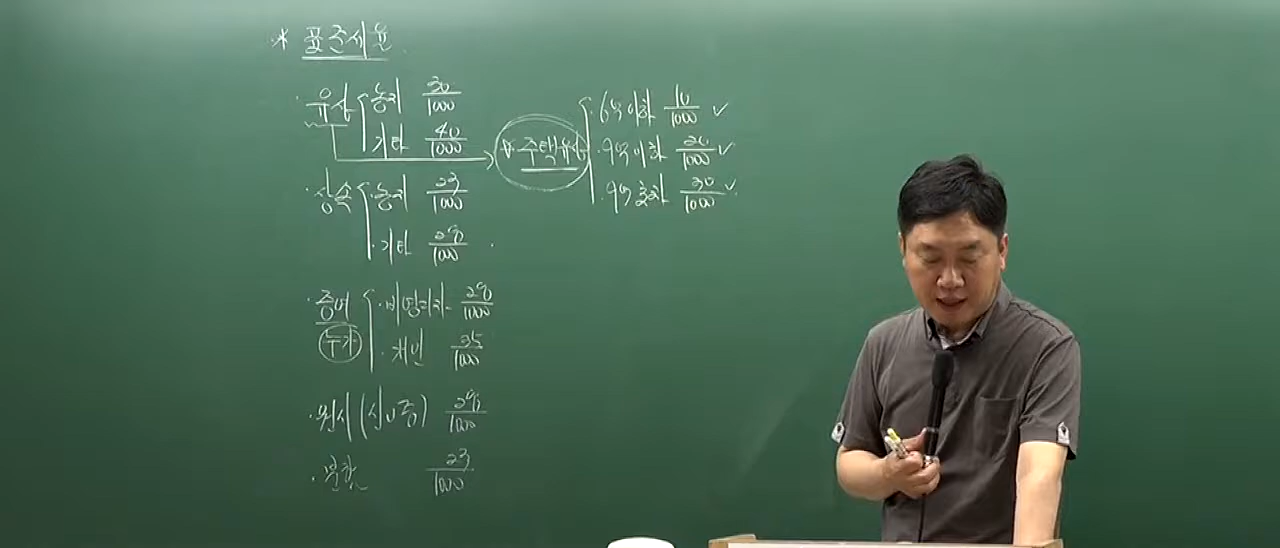 * 표준세율
· 유상 농지 30/1000
기타 40/1000
* 주택유상
· 6억이하 10/1000 ✓
· 9억이하 20/1000 ✓
· 9억초과 30/1000 ✓
· 상속 · 농지 23/1000
· 기타 28/1000
· 증여 · 비영리 28/1000
누가 · 개인 35/1000
· 원시 (신축) 28/1000
· 분할 23/1000